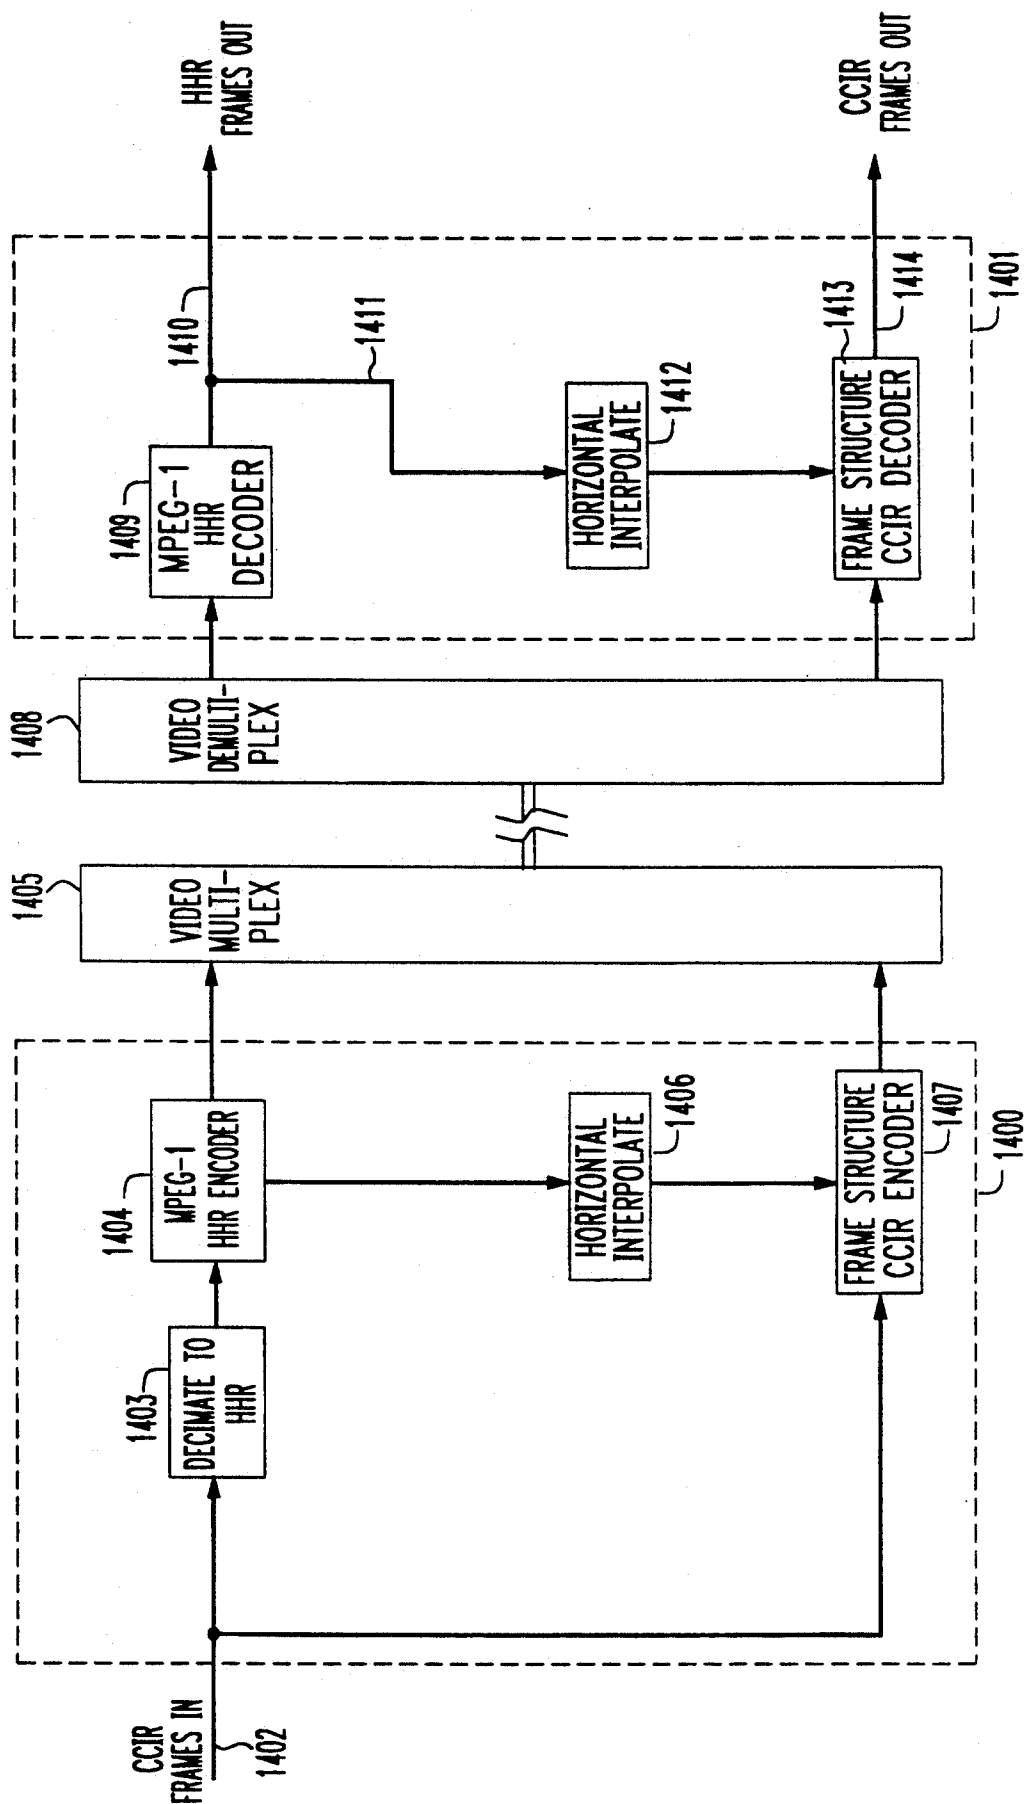 CCIR
FRAMES IN
1402
1403
DECIMATE TO
HHR
1404
MPEG-1
HHR ENCODER
HORIZONTAL
INTERPOLATE
1406
FRAME STRUCTURE
CCIR ENCODER
1407
1400
1405
VIDEO
MULTI-
PLEX
1408
VIDEO
DEMULTI-
PLEX
1409
MPEG-1
HHR
DECODER
1410
1411
HORIZONTAL
INTERPOLATE
1412
1413
FRAME STRUCTURE
CCIR DECODER
1414
1401
HHR
FRAMES OUT
CCIR
FRAMES OUT